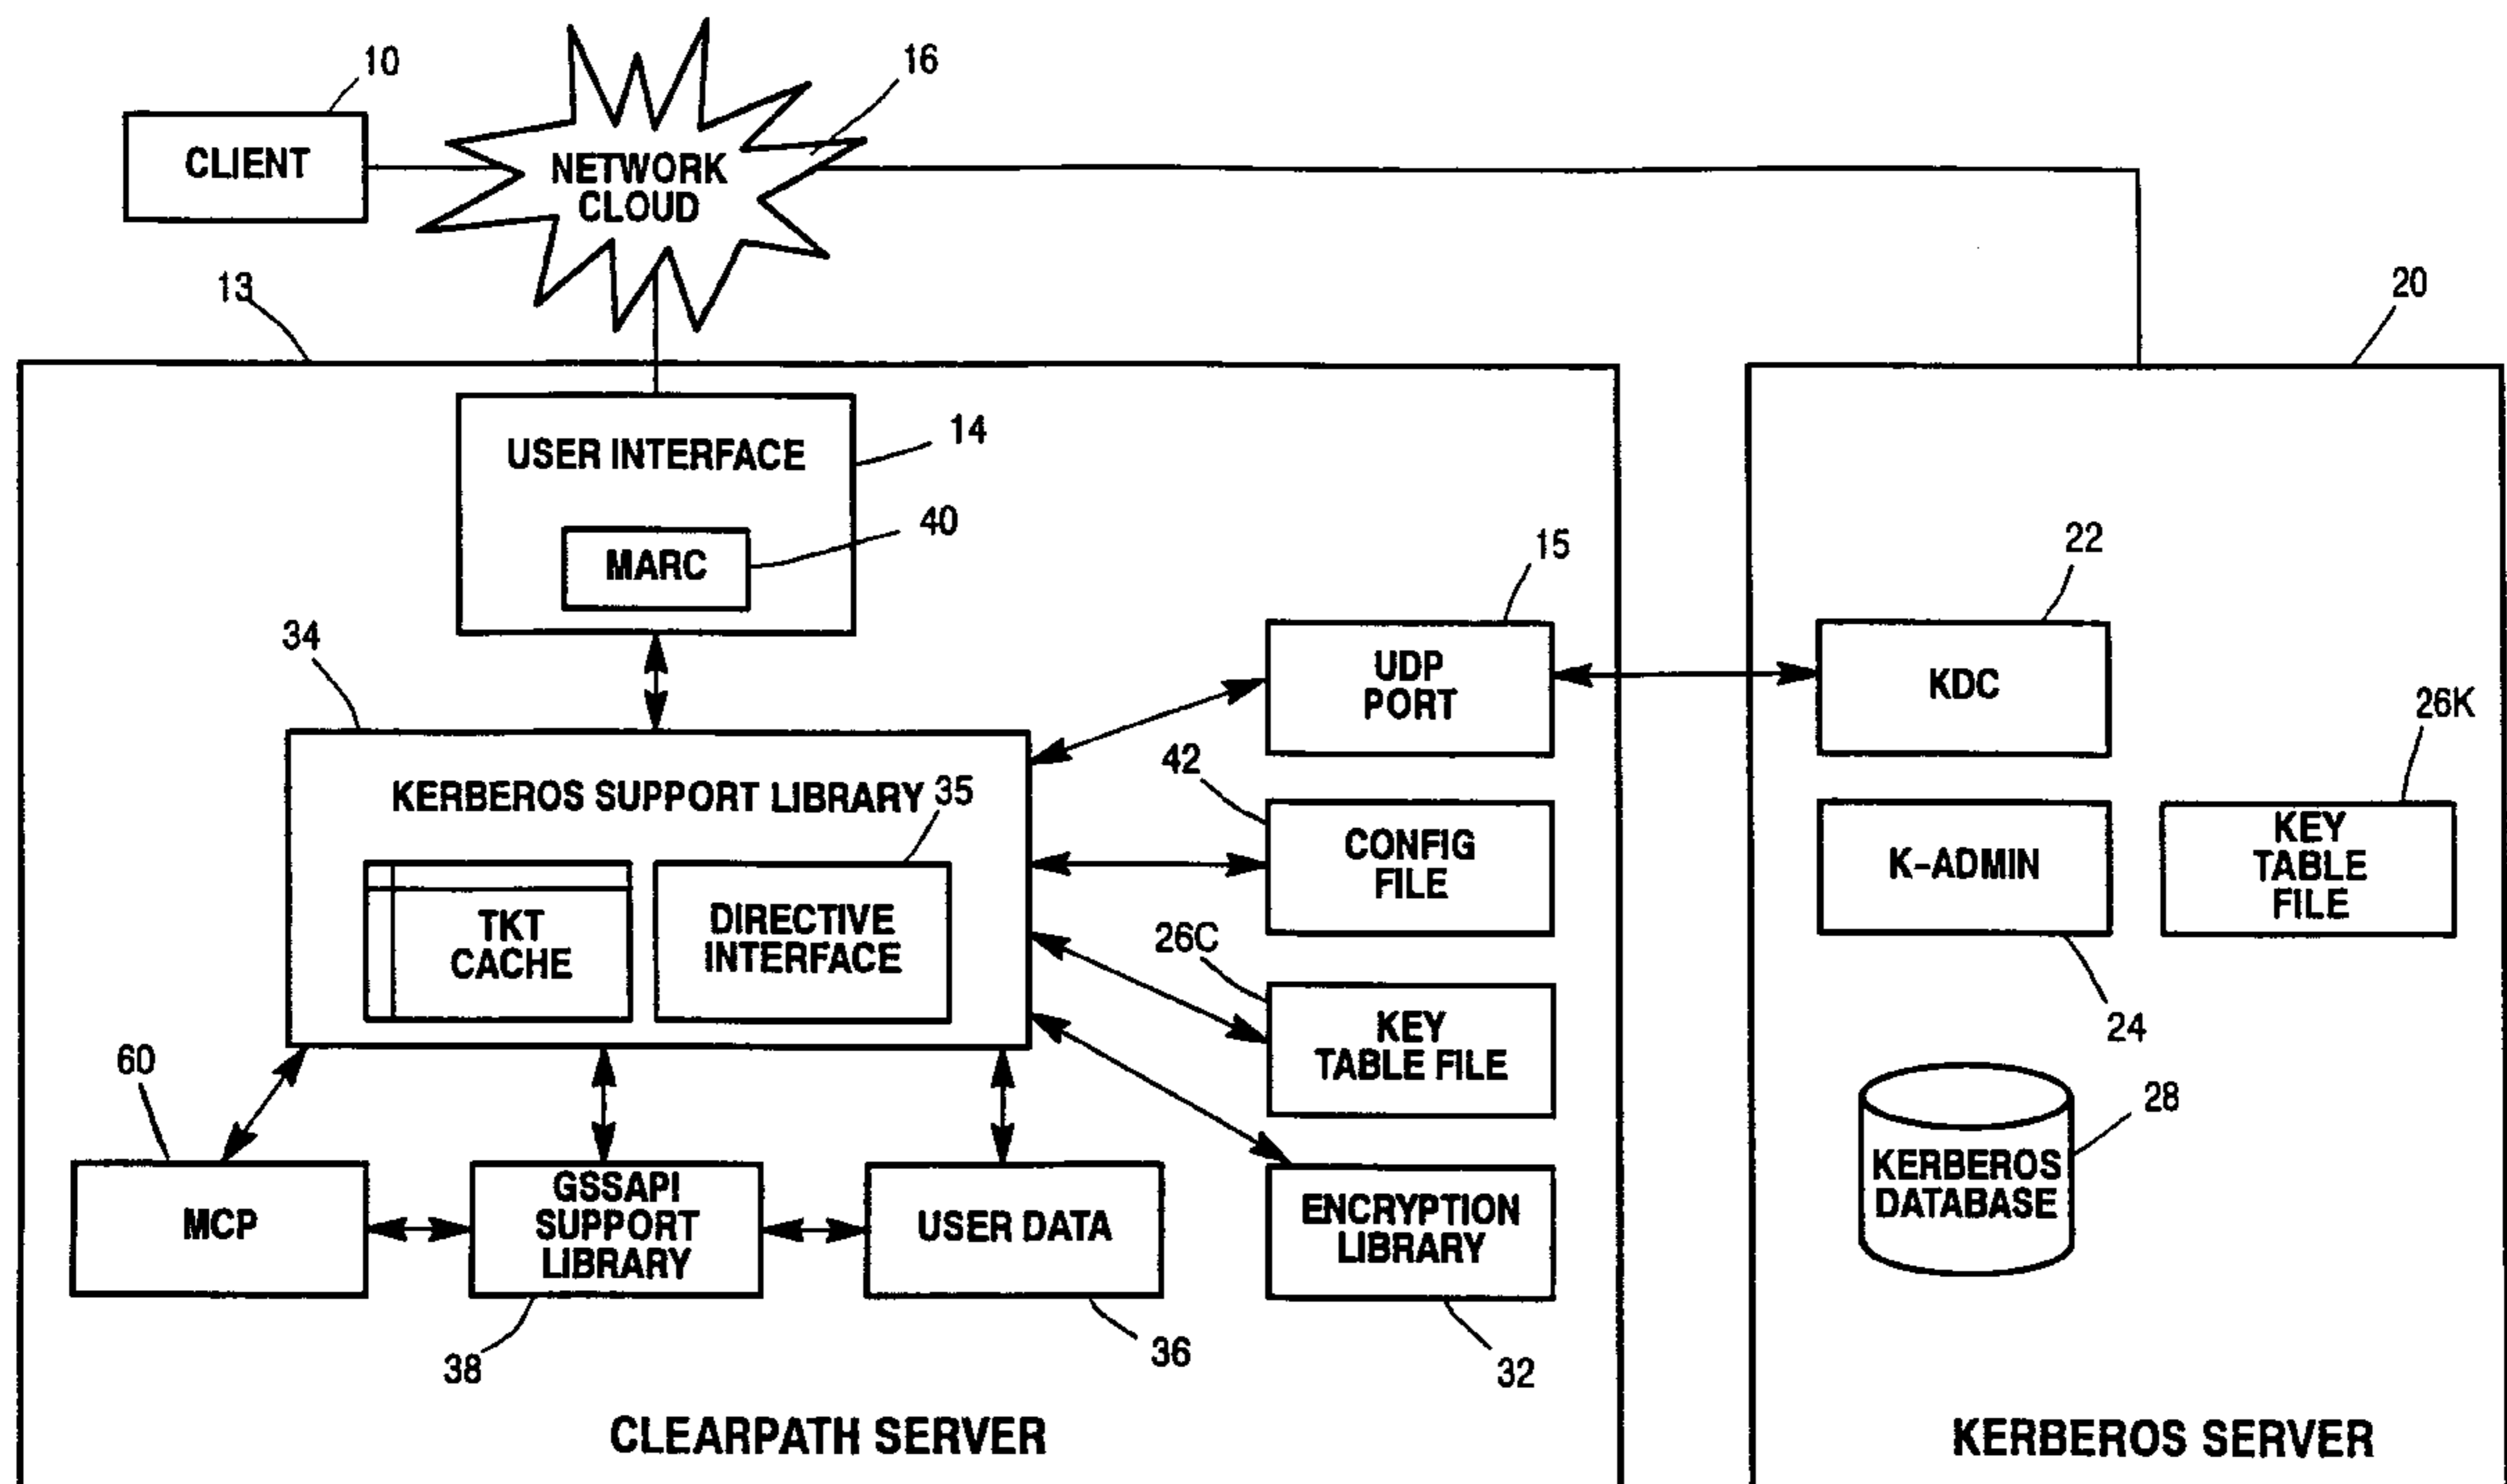 10
16
CLIENT
NETWORK
CLOUD
13
20
14
USER INTERFACE
40
MARC
15
22
34
UDP
PORT
KDC
26K
42
KERBEROS SUPPORT LIBRARY
35
CONFIG
FILE
K-ADMIN
KEY
TABLE
FILE
TKT
CACHE
DIRECTIVE
INTERFACE
26C
KEY
TABLE FILE
24
60
28
MCP
GSSAPI
SUPPORT
LIBRARY
USER DATA
ENCRYPTION
LIBRARY
KERBEROS
DATABASE
38
36
32
CLEARPATH SERVER
KERBEROS SERVER